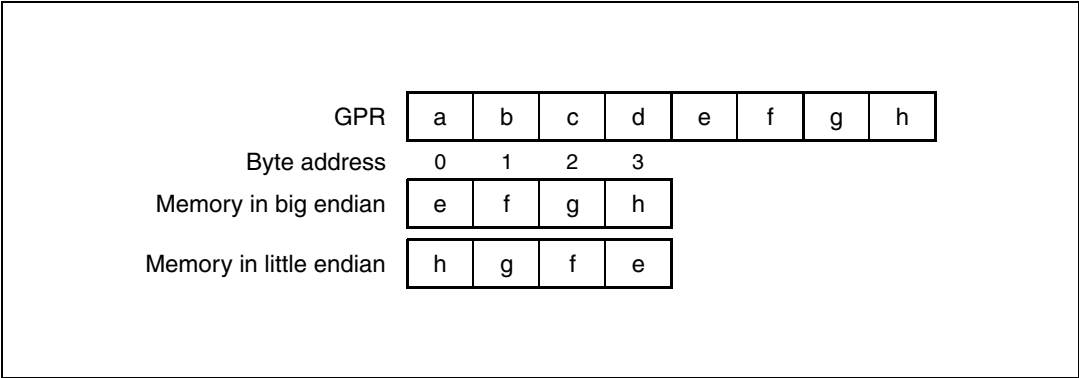 GPR a b c d e f g h
Byte address 0 1 2 3
Memory in big endian e f g h
Memory in little endian h g f e